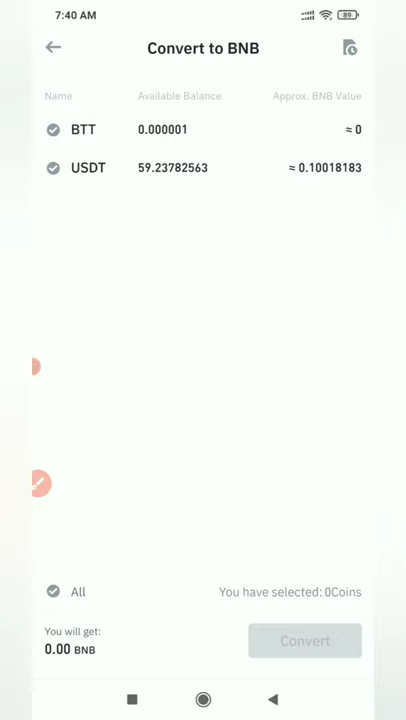 7:40 AM 89
Convert to BNB
Name Available Balance Approx. BNB Value
BTT 0.000001 ≈ 0
USDT 59.23782563 ≈ 0.10018183
All You have selected: 0Coins
You will get:
0.00 BNB
Convert